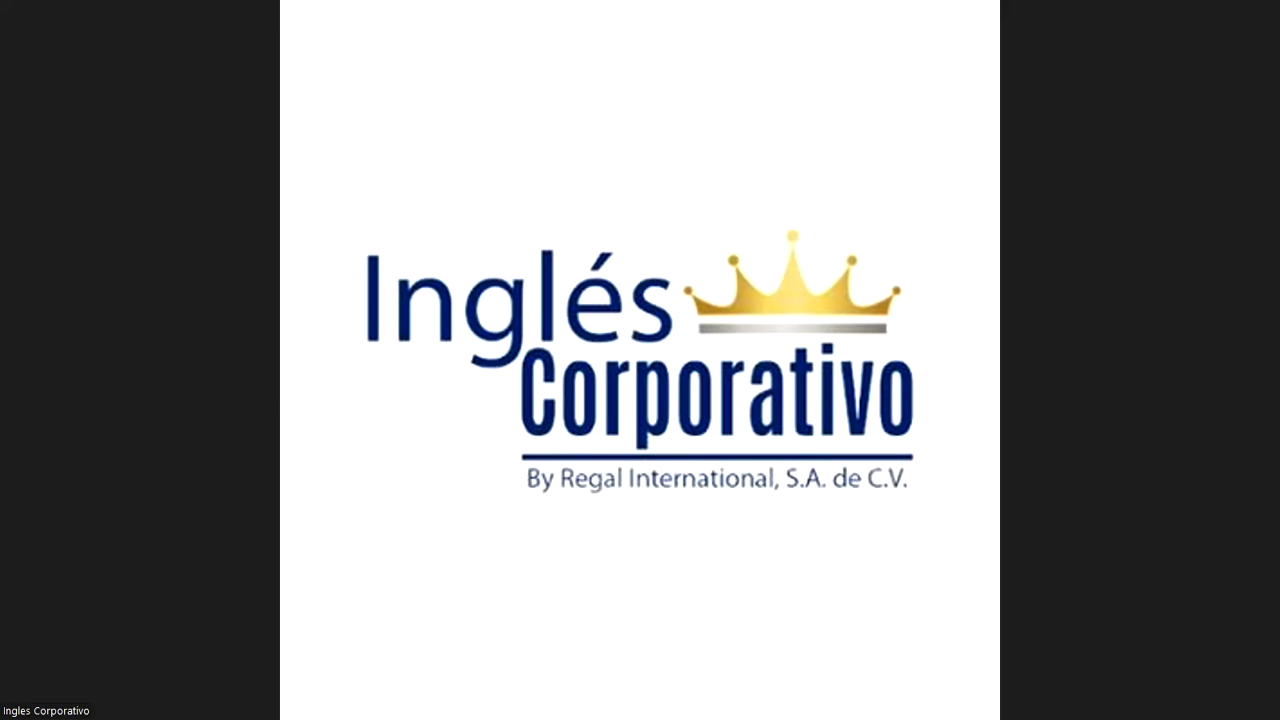 Inglés
Corporativo
By Regal International, S.A. de C.V.
Ingles Corporativo